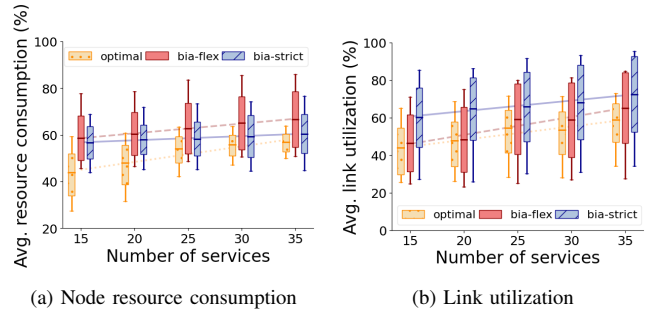 Avg. resource consumption (%)
100
80
60
40
20
optimal bia-flex bia-strict
15 20 25 30 35
Number of services
(a) Node resource consumption
Avg. link utilization (%)
100
80
60
40
20
0
optimal bia-flex bia-strict
15 20 25 30 35
Number of services
(b) Link utilization